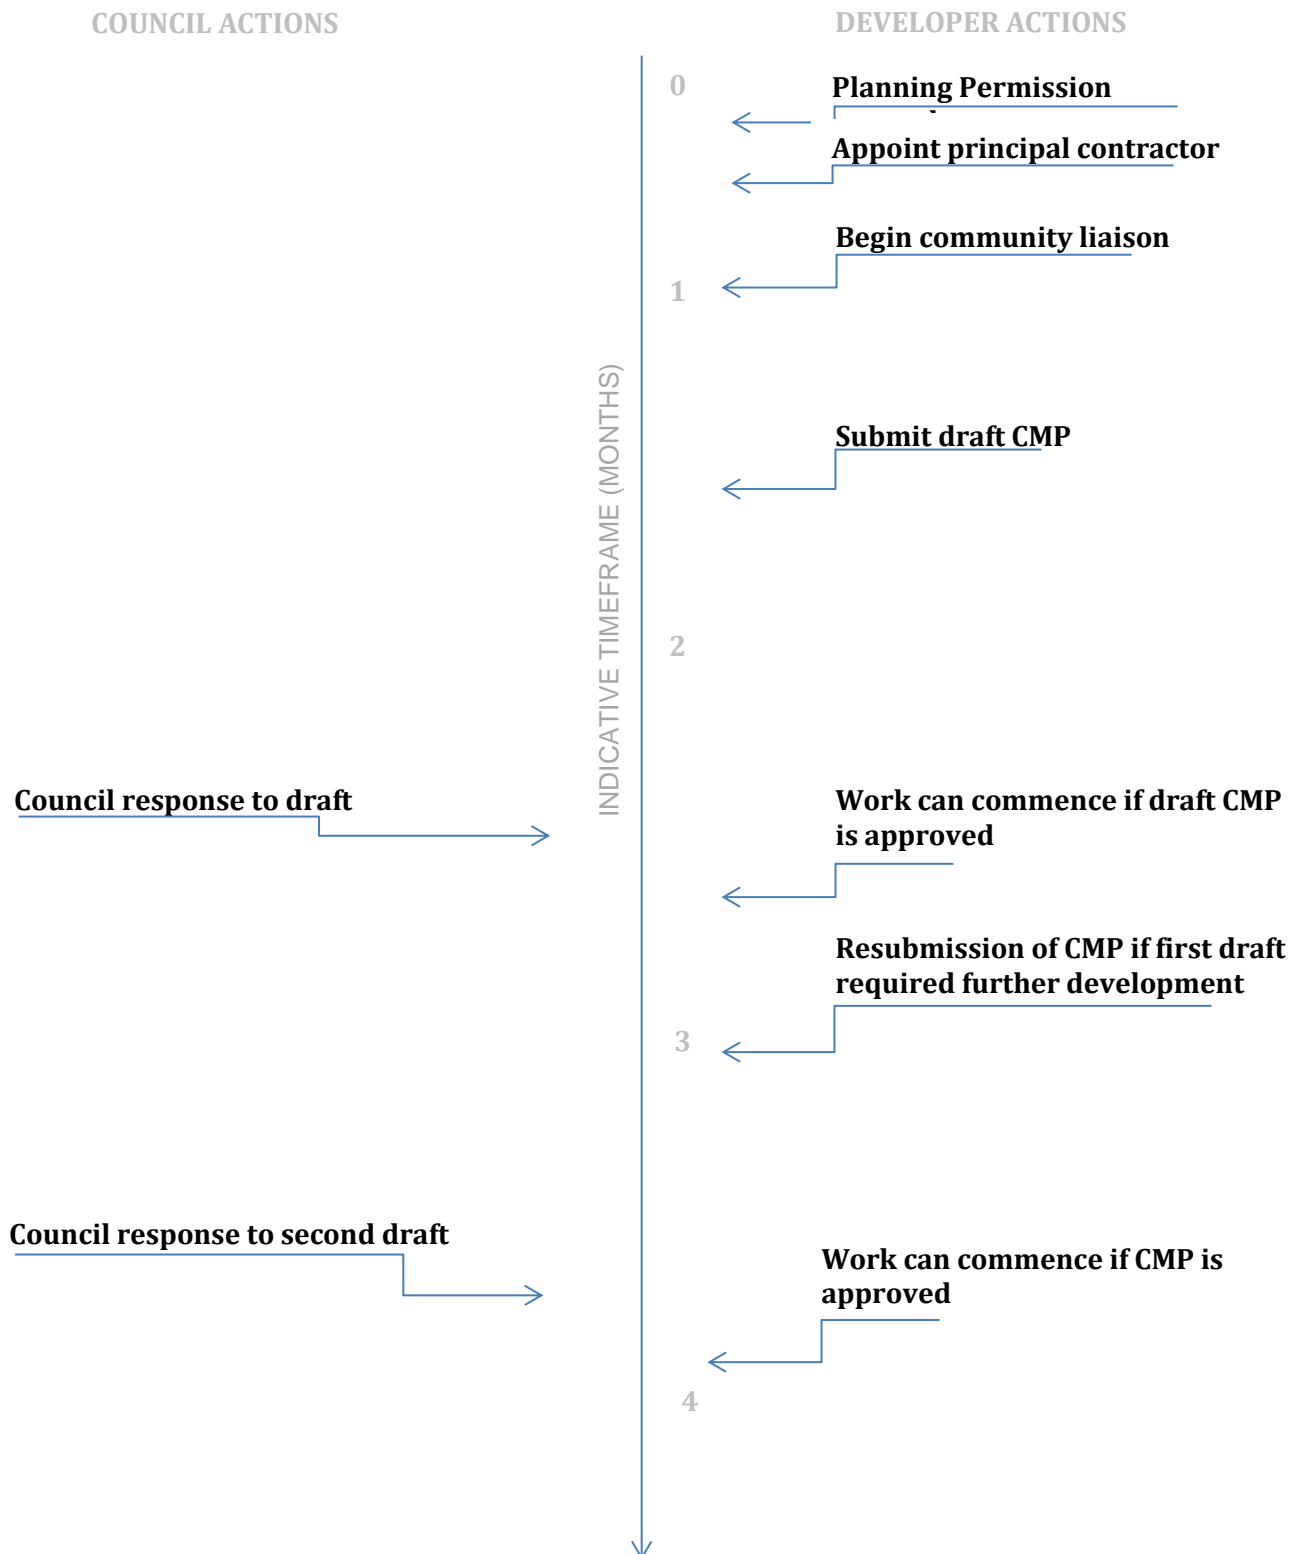 COUNCIL ACTIONS
DEVELOPER ACTIONS
0
Planning Permission
Appoint principal contractor
Begin community liaison
1
Submit draft CMP
INDICATIVE TIMEFRAME (MONTHS)
2
Council response to draft
Work can commence if draft CMP
is approved
Resubmission of CMP if first draft
required further development
3
Council response to second draft
Work can commence if CMP is
approved
4